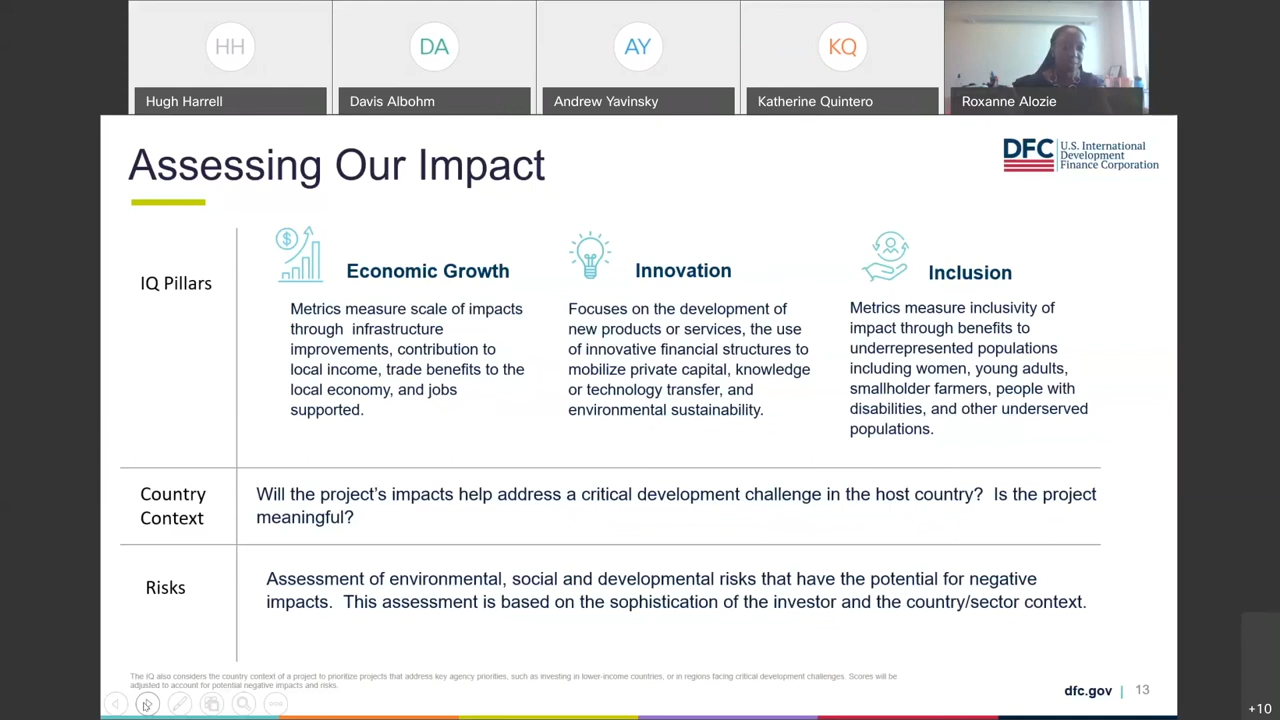 HH
DA
AY
KQ
Hugh Harrell
Davis Albohm
Andrew Yavinsky
Katherine Quintero
Roxanne Alozie
Assessing Our Impact
DFC
U.S. International
Development
Finance Corporation
IQ Pillars
$
Economic Growth
Metrics measure scale of impacts
through infrastructure
improvements, contribution to
local income, trade benefits to the
local economy, and jobs
supported.
Innovation
Focuses on the development of
new products or services, the use
of innovative financial structures to
mobilize private capital, knowledge
or technology transfer, and
environmental sustainability.
Inclusion
Metrics measure inclusivity of
impact through benefits to
underrepresented populations
including women, young adults,
smallholder farmers, people with
disabilities, and other underserved
populations.
Country
Context
Will the project's impacts help address a critical development challenge in the host country? Is the project
meaningful?
Risks
Assessment of environmental, social and developmental risks that have the potential for negative
impacts. This assessment is based on the sophistication of the investor and the country/sector context.
The IQ also considers the country context of a project to prioritize projects that address key agency priorities, such as investing in lower-income countries, or in regions facing critical development challenges. Scores will be
adjusted to account for potential negative impacts and risks.
dfc.gov | 13
+10